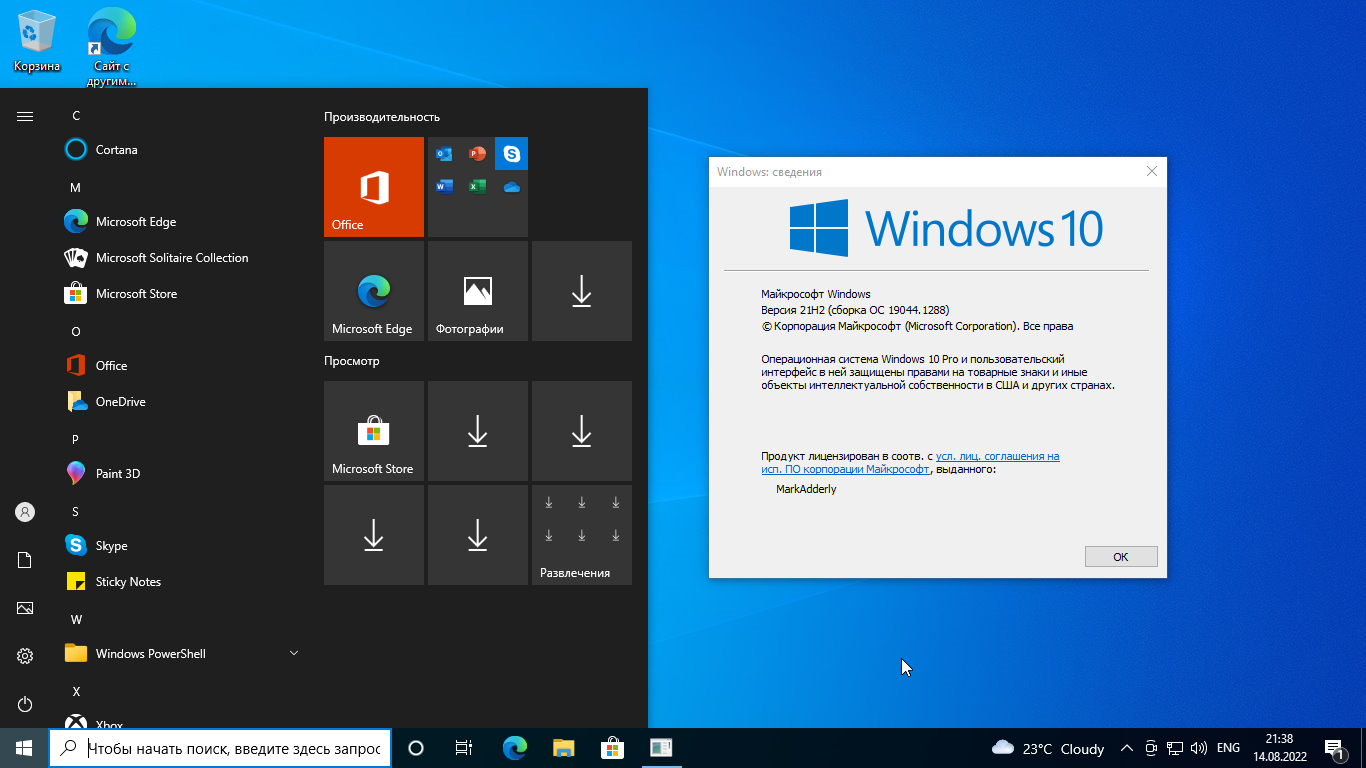 Корзина
Сайт с
другим...
C
Cortana
M
Microsoft Edge
Microsoft Solitaire Collection
Microsoft Store
O
Office
OneDrive
P
Paint 3D
S
Skype
Sticky Notes
W
Windows PowerShell
X
Xbox
Производительность
Office
Microsoft Edge
Фотографии
Просмотр
Microsoft Store
Развлечения
Windows: сведения
Windows 10
Майкрософт Windows
Версия 21H2 (сборка ОС 19044.1288)
© Корпорация Майкрософт (Microsoft Corporation). Все права
Операционная система Windows 10 Pro и пользовательский
интерфейс в ней защищены правами на товарные знаки и иные
объекты интеллектуальной собственности в США и других странах.
Продукт лицензирован в соотв. с усл. лиц. соглашения на
исп. ПО корпорации Майкрософт, выданного:
MarkAdderly
OK
Чтобы начать поиск, введите здесь запрос
23°C Cloudy
ENG
21:38
14.08.2022
1